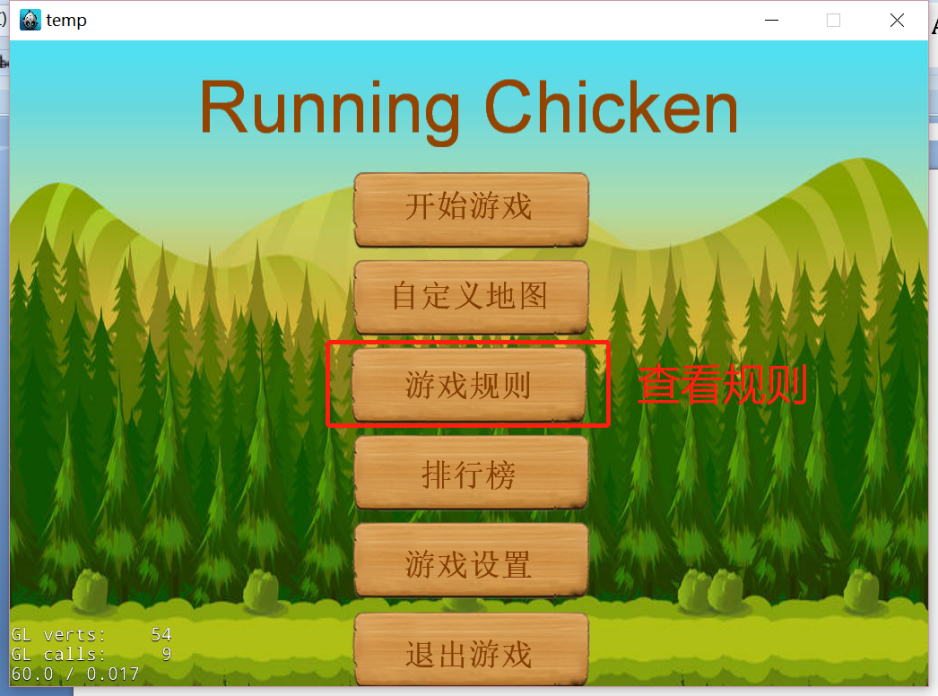 temp
Running Chicken
开始游戏
自定义地图
游戏规则
查看规则
排行榜
游戏设置
退出游戏
GL verts: 54
GL calls: 9
60.0 / 0.017